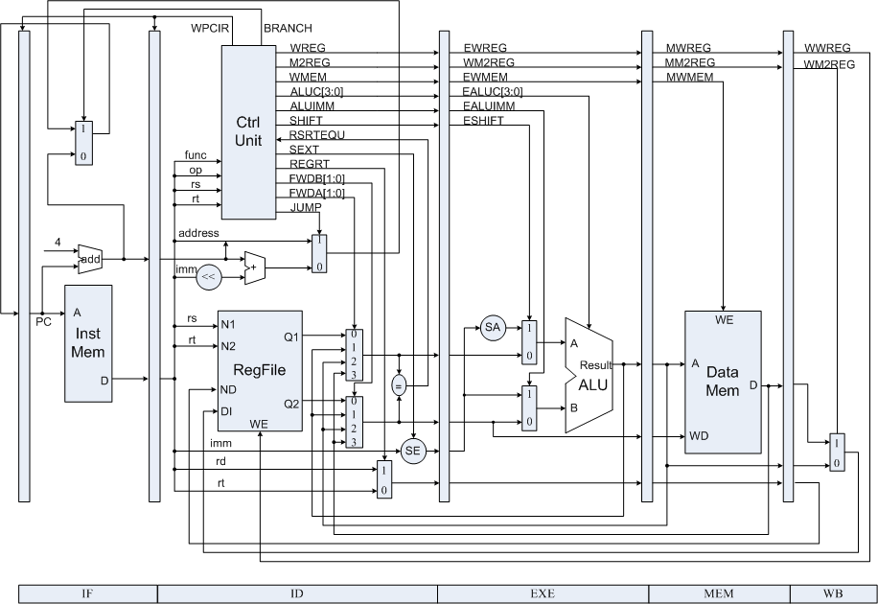 WPCIR BRANCH
WREG EWREG MWREG WWREG
M2REG WM2REG MM2REG WM2REG
WMEM EWMEM MWMEM
ALUC[3:0] EALUC[3:0]
ALUIMM EALUIMM
SHIFT ESHIFT
Ctrl Unit
RSRTEQU
SEXT
REGRT
FWDB[1:0]
FWDA[1:0]
JUMP
func
op
rs
rt
1
0
address
1
0
4
add
imm
<<
+
PC
A
Inst Mem
D
rs
N1
rt
N2
Q1
RegFile
ND
Q2
DI
WE
0
1
2
3
0
1
2
3
=
imm
SE
rd
rt
1
0
SA
1
0
1
0
A
Result
ALU
B
WE
A
Data Mem
D
WD
1
0
IF ID EXE MEM WB